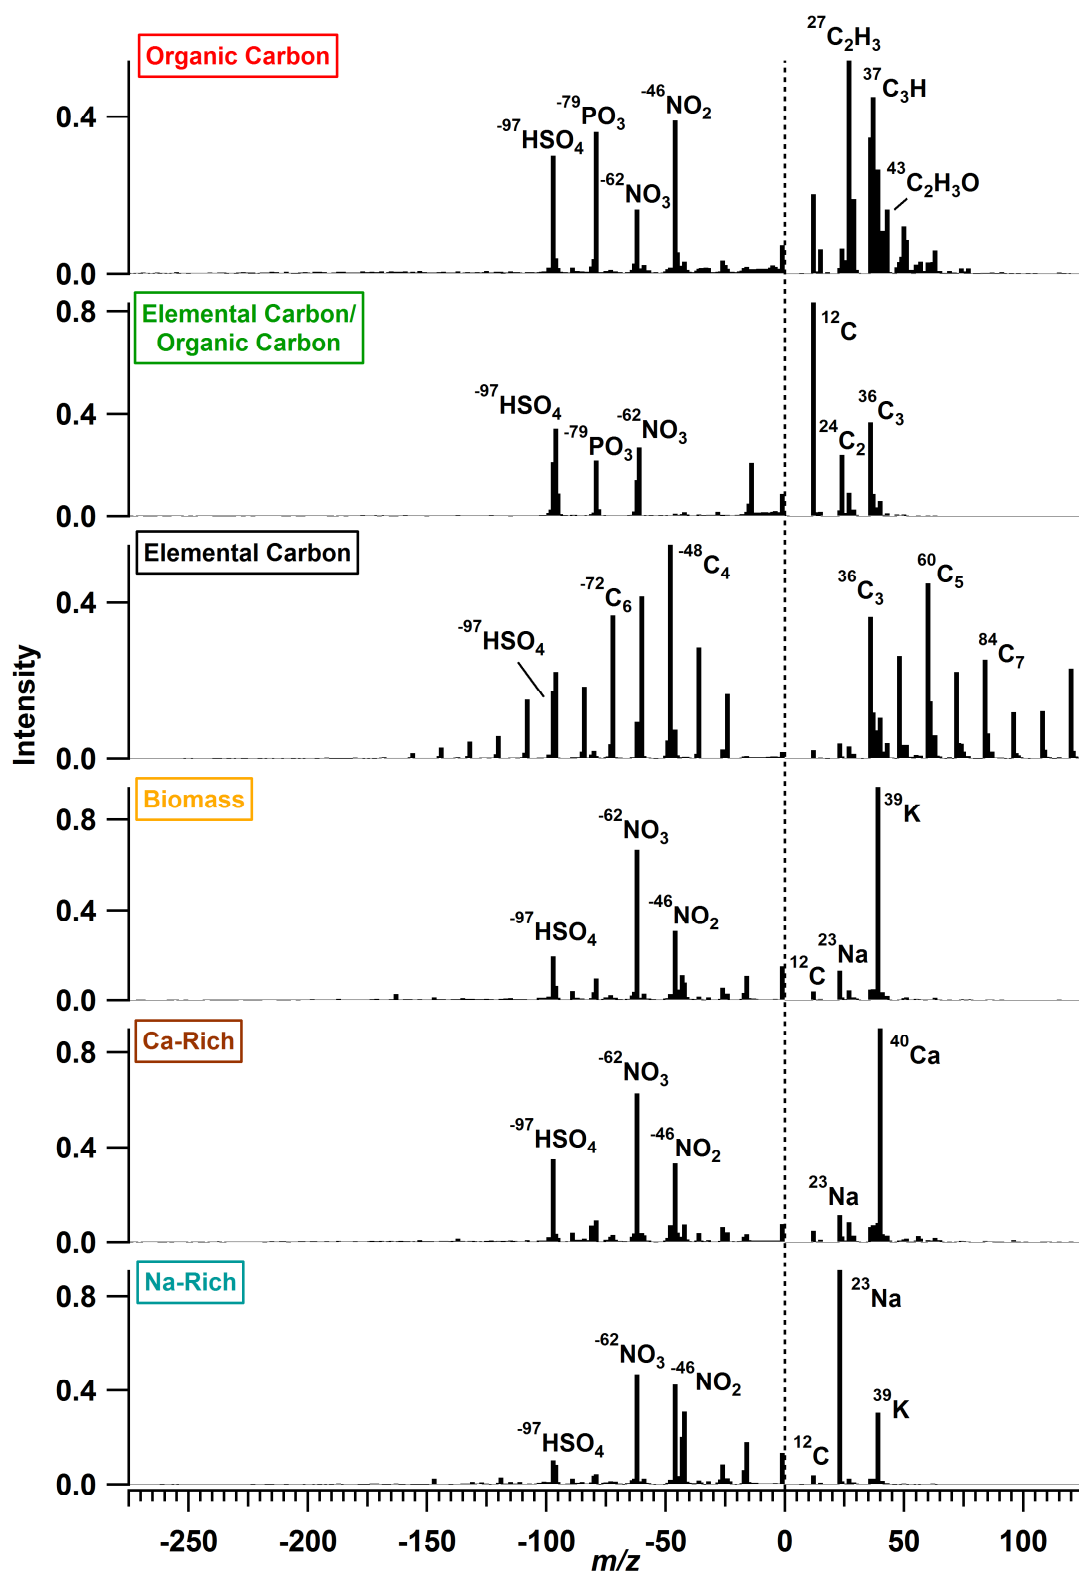 Organic Carbon
-97HSO4
-79PO3
-62NO3
-46NO2
27C2H3
37C3H
43C2H3O
0.4
0.0
Elemental Carbon/
Organic Carbon
-97HSO4
-79PO3
-62NO3
12C
24C2
36C3
0.8
0.4
0.0
Elemental Carbon
-97HSO4
-72C6
-48C4
36C3
60C5
84C7
0.4
0.0
Intensity
Biomass
-97HSO4
-62NO3
-46NO2
12C
23Na
39K
0.8
0.4
0.0
Ca-Rich
-97HSO4
-62NO3
-46NO2
23Na
40Ca
0.8
0.4
0.0
Na-Rich
-97HSO4
-62NO3
-46NO2
12C
23Na
39K
0.8
0.4
0.0
-250 -200 -150 -100 -50 0 50 100
m/z